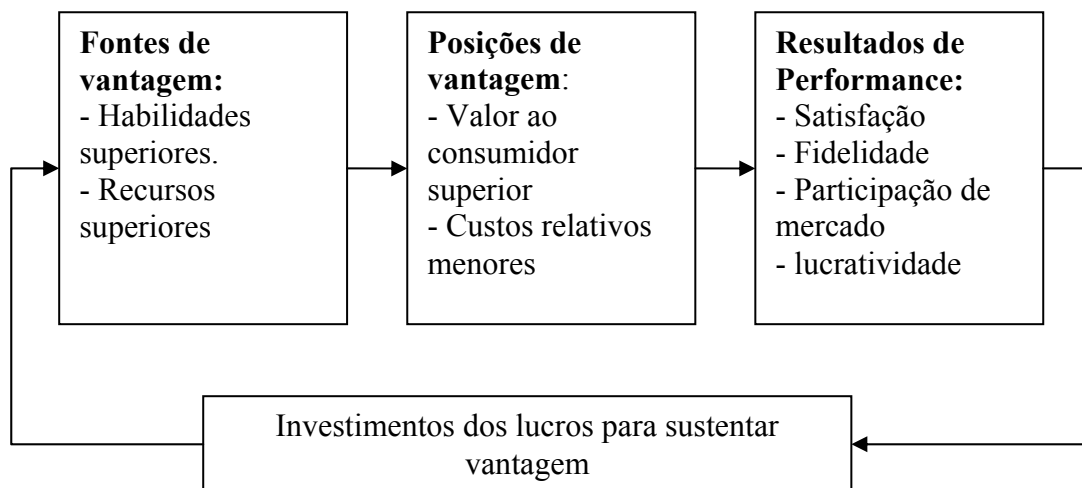 Fontes de
vantagem:
- Habilidades
superiores.
- Recursos
superiores
Posições de
vantagem:
- Valor ao
consumidor
superior
- Custos relativos
menores
Resultados de
Performance:
- Satisfação
- Fidelidade
- Participação de
mercado
- lucratividade
Investimentos dos lucros para sustentar
vantagem